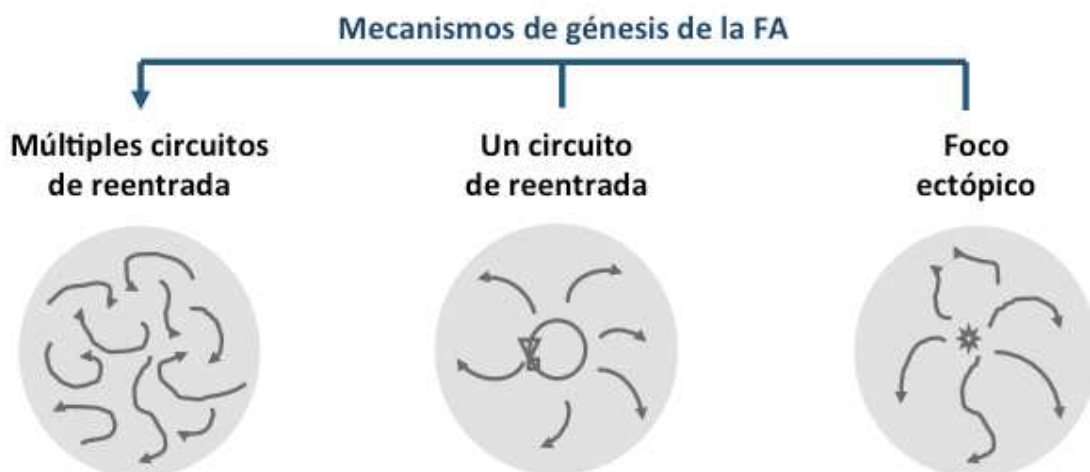 Mecanismos de génesis de la FA
Múltiples circuitos
de reentrada
Un circuito
de reentrada
Foco
ectópico